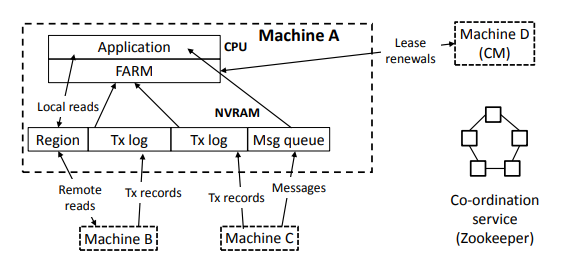 Machine A
Application
CPU
FARM
Lease
renewals
Machine D
(CM)
Local reads
NVRAM
Region
Tx log
Tx log
Msg queue
Remote
reads
Tx records
Tx records
Messages
Machine B
Machine C
Co-ordination
service
(Zookeeper)